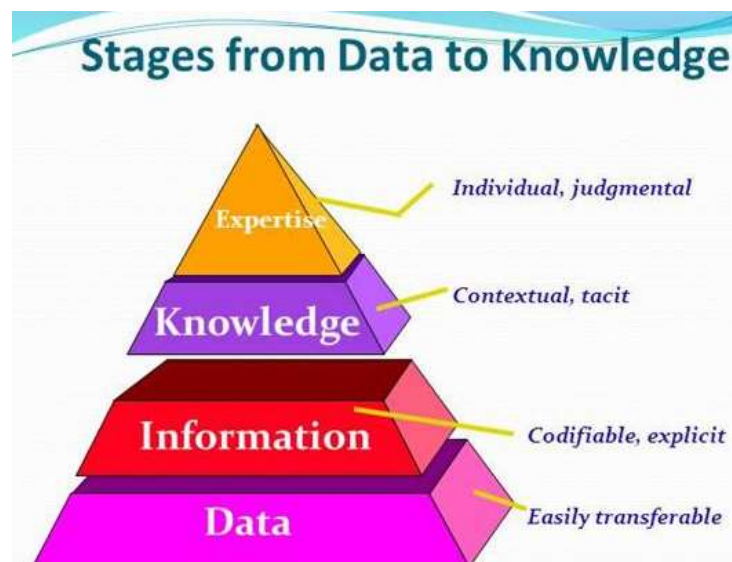 Stages from Data to Knowledge
Expertise
Individual, judgmental
Knowledge
Contextual, tacit
Information
Codifiable, explicit
Data
Easily transferable